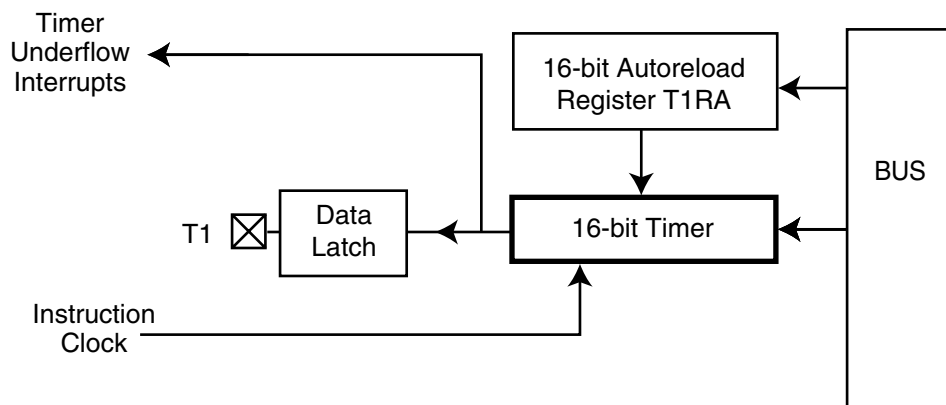 Timer
Underflow
Interrupts
16-bit Autoreload
Register T1RA
BUS
T1
Data
Latch
16-bit Timer
Instruction
Clock